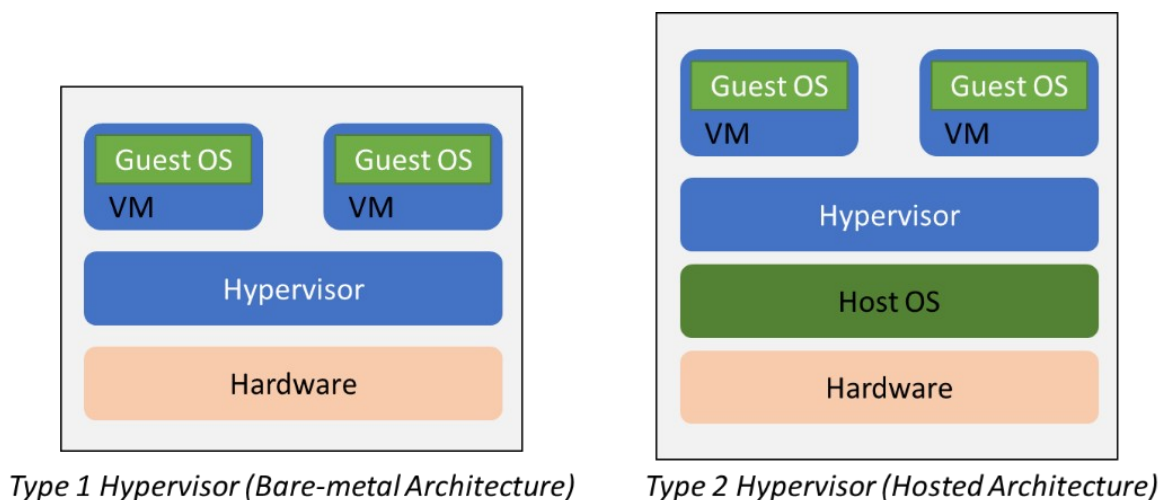 Guest OS
VM
Guest OS
VM
Hypervisor
Hardware
Type 1 Hypervisor (Bare-metal Architecture)
Guest OS
VM
Guest OS
VM
Hypervisor
Host OS
Hardware
Type 2 Hypervisor (Hosted Architecture)